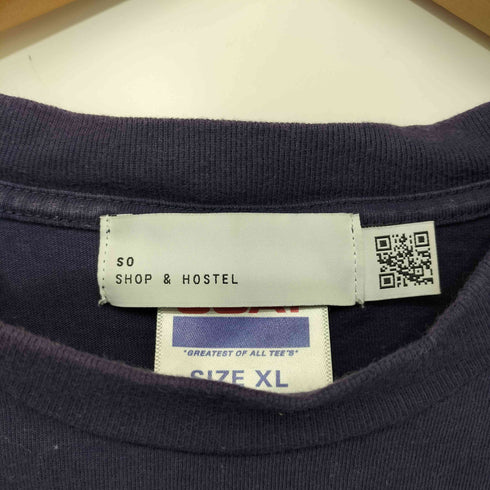 SO
SHOP & HOSTEL
"GREATEST OF ALL TEE'S"
SIZE XL